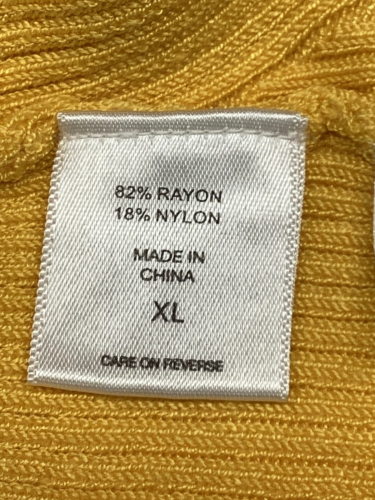 82% RAYON
18% NYLON
MADE IN
CHINA
XL
CARE ON REVERSE